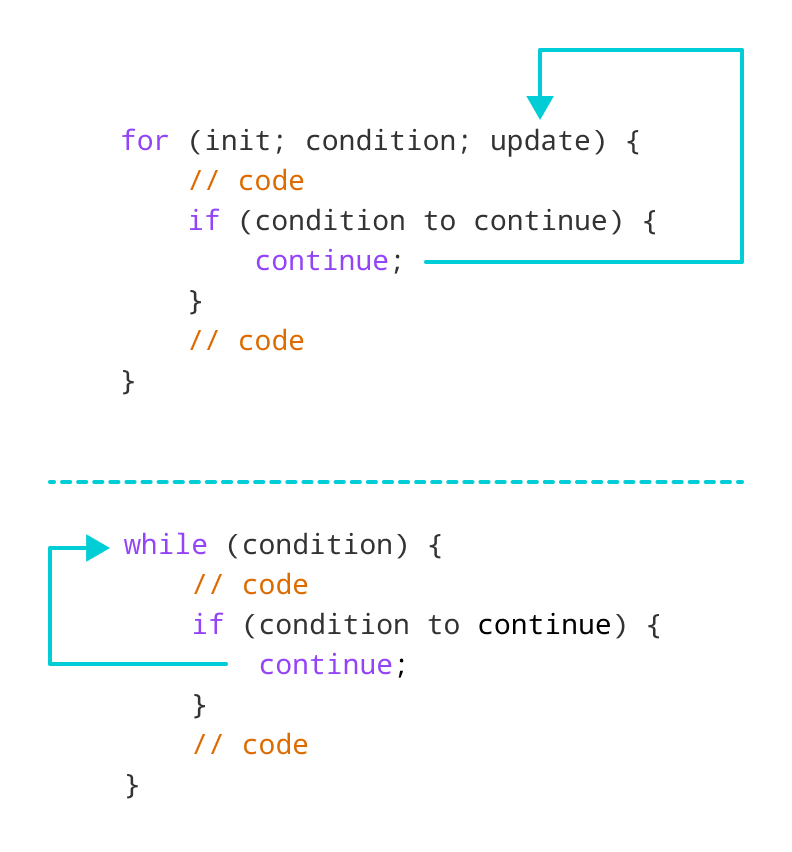 for (init; condition; update) {
// code
if (condition to continue) {
continue;
}
// code
}
while (condition) {
// code
if (condition to continue) {
continue;
}
// code
}